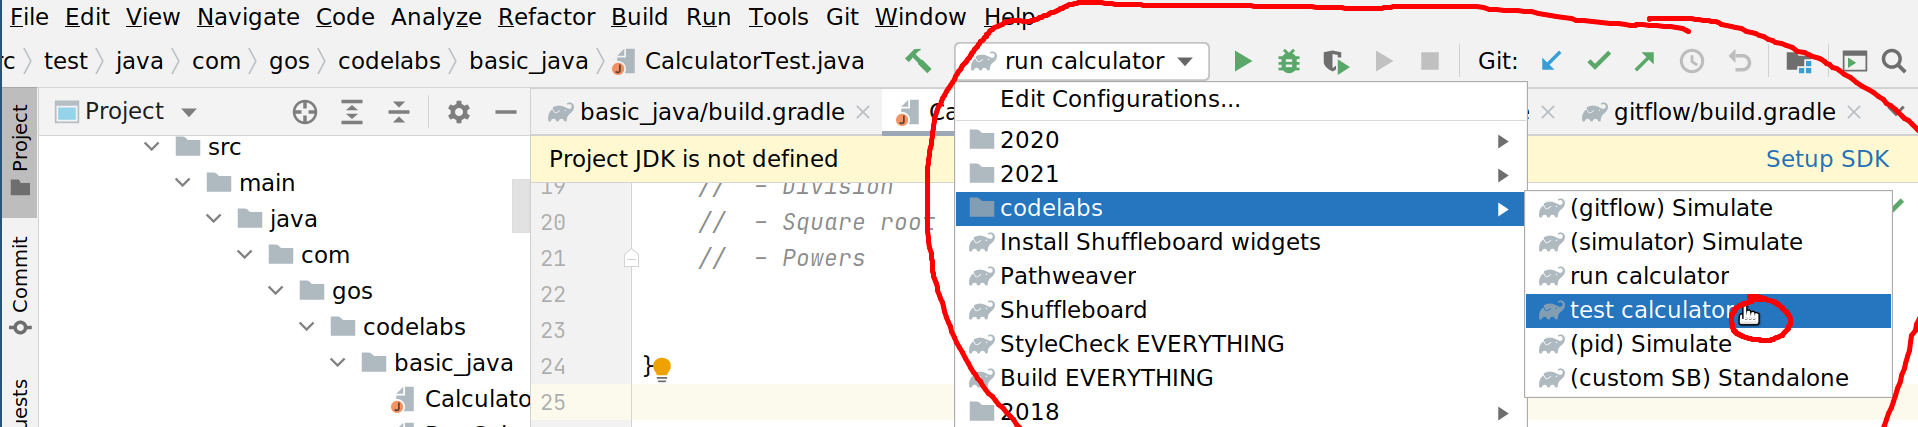 File Edit View Navigate Code Analyze Refactor Build Run Tools Git Window Help
rc test java com gos codelabs basic_java CalculatorTest.java run calculator Git:
Project
Project
Commit
uests
src
main
java
com
gos
codelabs
basic_java
Calculato
basic_java/build.gradle Ca gitflow/build.gradle
Project JDK is not defined Setup SDK
19 // - Division
20 // - Square root
21 // - Powers
22
23
24 }
25
Edit Configurations...
2020
2021
codelabs
Install Shuffleboard widgets
Pathweaver
Shuffleboard
StyleCheck EVERYTHING
Build EVERYTHING
2018
(gitflow) Simulate
(simulator) Simulate
run calculator
test calculator
(pid) Simulate
(custom SB) Standalone